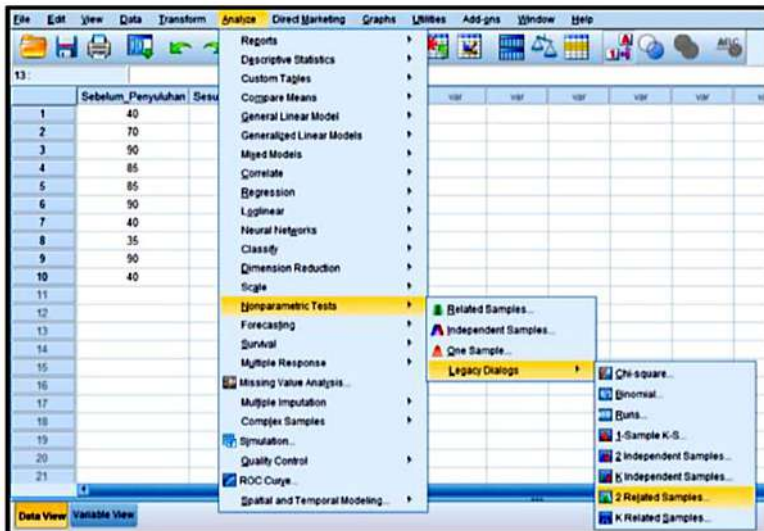 File Edit View Data Transform Analyze Direct Marketing Graphs Utilities Add-ons Window Help
13 :
Sebelum_Penyuluhan Sesu var var var var var
1 40
2 70
3 90
4 85
5 85
6 90
7 40
8 35
9 90
10 40
11
12
13
14
15
16
17
18
19
20
21
Reports
Descriptive Statistics
Custom Tables
Compare Means
General Linear Model
Generalized Linear Models
Mixed Models
Correlate
Regression
Loglinear
Neural Networks
Classify
Dimension Reduction
Scale
Nonparametric Tests
Forecasting
Survival
Multiple Response
Missing Value Analysis...
Multiple Imputation
Complex Samples
Simulation...
Quality Control
ROC Curve...
Spatial and Temporal Modeling...
Related Samples...
Independent Samples...
One Sample...
Legacy Dialogs
Chi-square...
Binomial...
Runs...
1-Sample K-S...
2 Independent Samples...
K Independent Samples...
2 Related Samples...
K Related Samples...
Data View Variable View